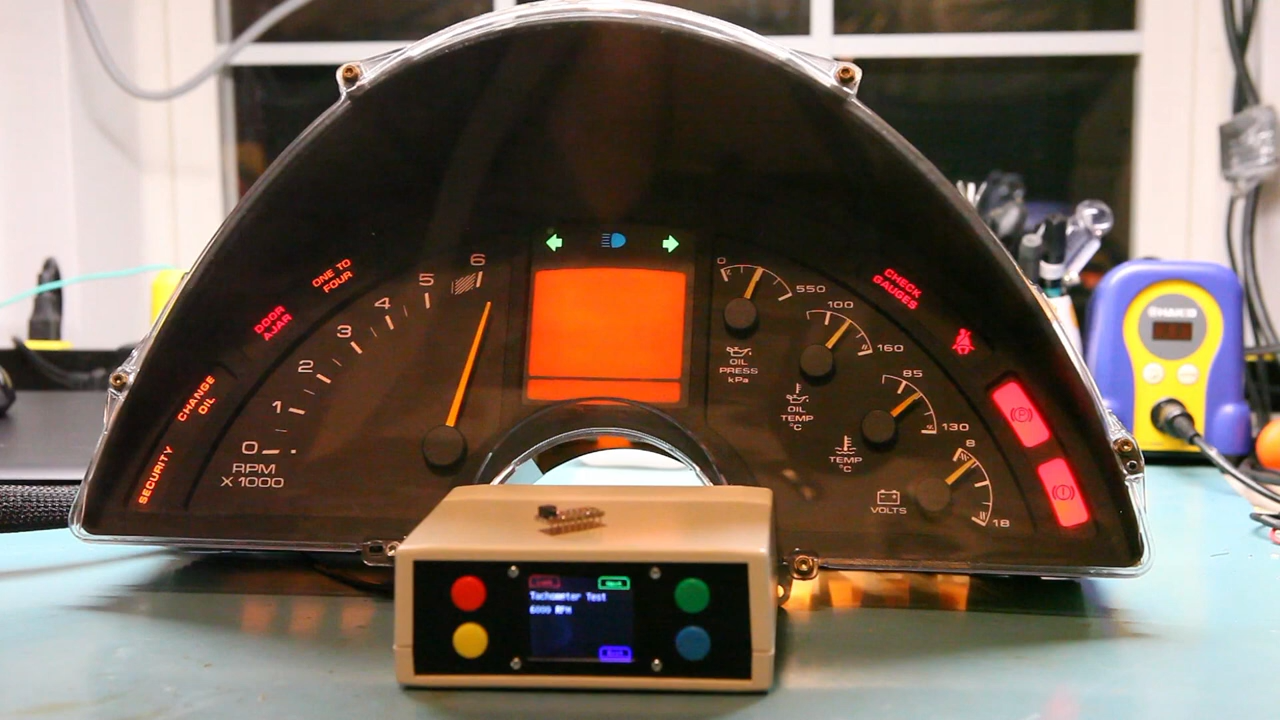 ONE TO
FOUR
DOOR
AJAR
CHANGE
OIL
SECURITY
0
1
2
3
4
5
6
RPM
X 1000
0
550
OIL
PRESS
kPa
100
160
OIL
TEMP
°C
85
130
TEMP
°C
8
18
VOLTS
CHECK
GAUGES
HAKKO
Tachometer Test
6000 RPM
Back